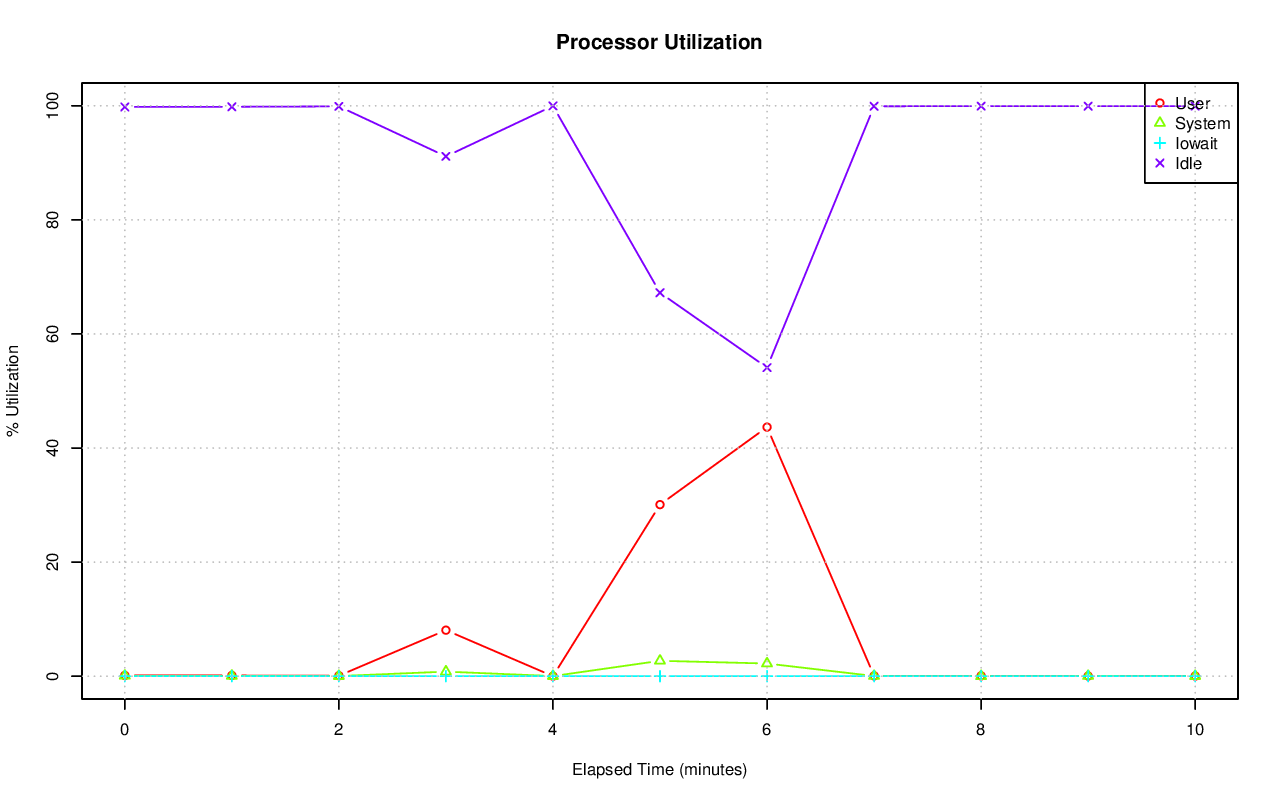 Processor Utilization
100
80
60
40
20
0
% Utilization
User
System
Iowait
Idle
0 2 4 6 8 10
Elapsed Time (minutes)